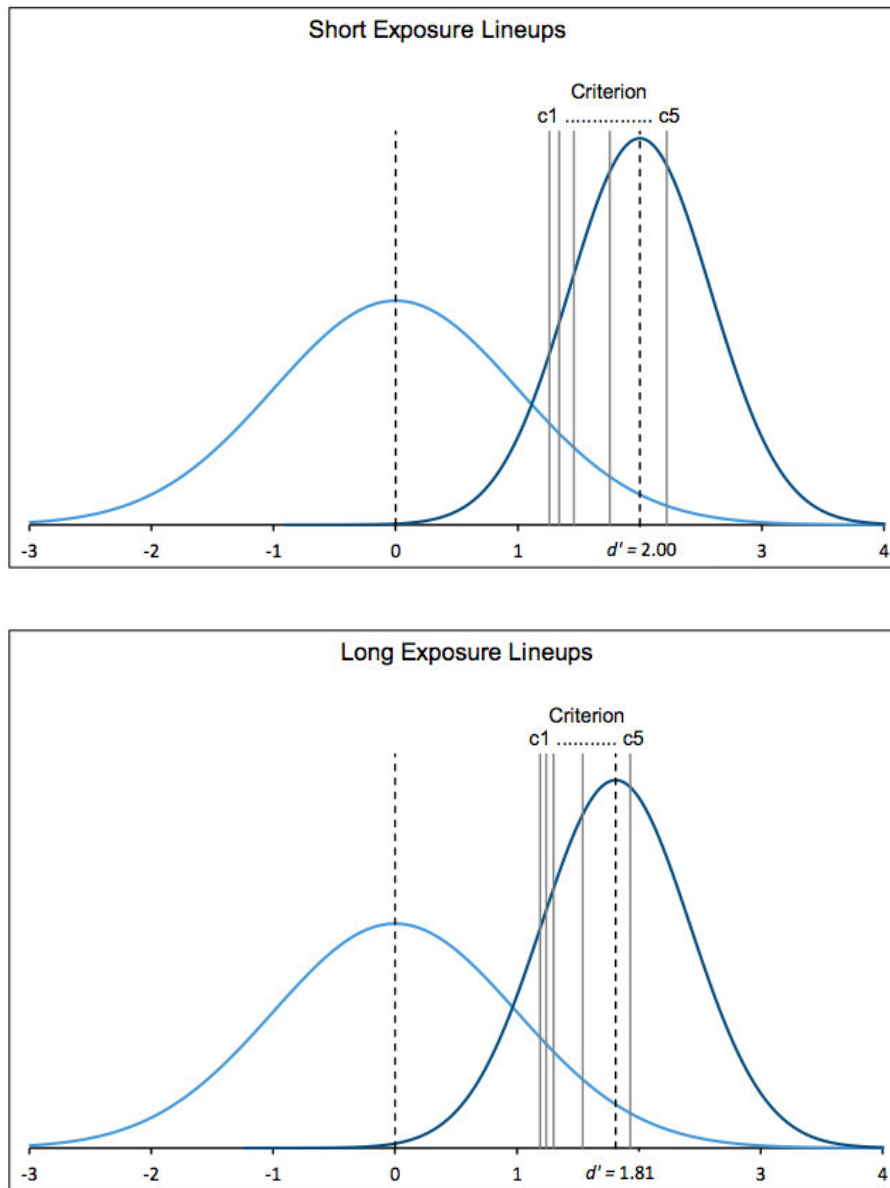 Short Exposure Lineups
Criterion
c1 ................ c5
-3 -2 -1 0 1 d' = 2.00 3 4
Long Exposure Lineups
Criterion
c1 ........... c5
-3 -2 -1 0 1 d' = 1.81 3 4